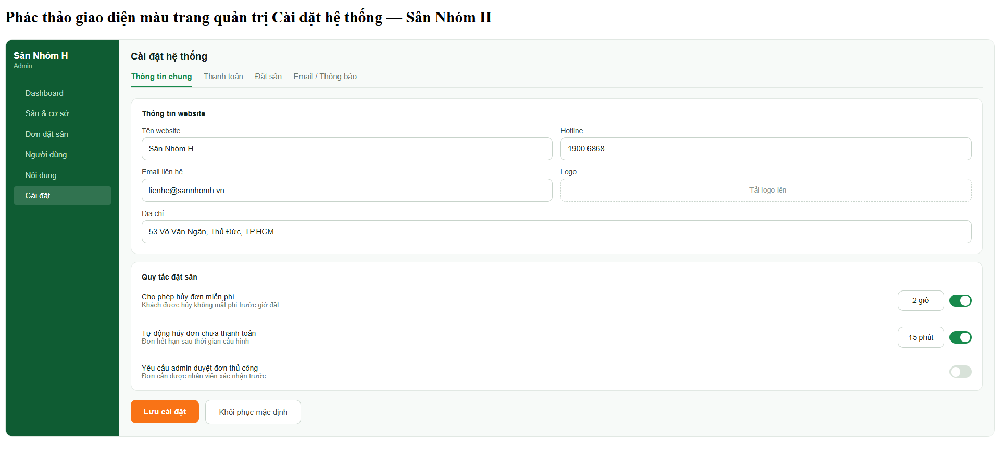 Phác thảo giao diện màu trang quản trị Cài đặt hệ thống — Sân Nhóm H
Sân Nhóm H
Admin
Dashboard
Sân & cơ sở
Đơn đặt sân
Người dùng
Nội dung
Cài đặt
Cài đặt hệ thống
Thông tin chung
Thanh toán
Đặt sân
Email / Thông báo
Thông tin website
Tên website
Hotline
Sân Nhóm H
1900 6868
Email liên hệ
Logo
lienhe@sannhomh.vn
Tải logo lên
Địa chỉ
53 Võ Văn Ngân, Thủ Đức, TP.HCM
Quy tắc đặt sân
Cho phép hủy đơn miễn phí
Khách được hủy không mất phí trước giờ đặt
2 giờ
Tự động hủy đơn chưa thanh toán
Đơn hết hạn sau thời gian cấu hình
15 phút
Yêu cầu admin duyệt đơn thủ công
Đơn cần được nhân viên xác nhận trước
Lưu cài đặt
Khôi phục mặc định